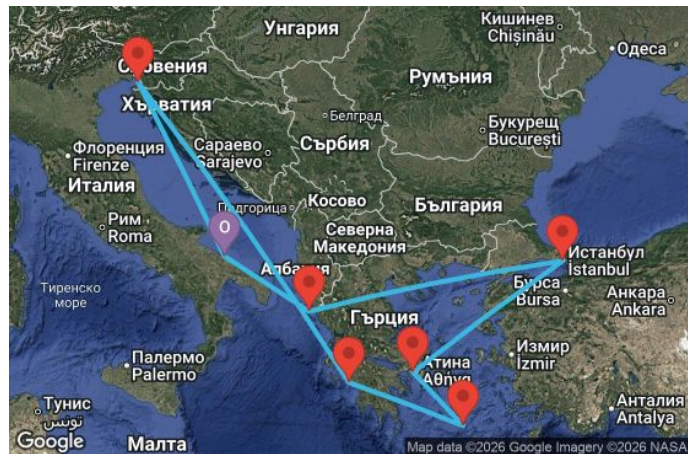 Унгария
Кишинев
Chișinău
Одеса
Словения
Хърватия
Румъния
Белград
Букурещ
București
Флоренция
Firenze
Сараево
Sarajevo
Сърбия
Италия
Подгорица
Косово
България
Рим
Roma
Северна
Македония
O
Албания
Истанбул
İstanbul
Бурса
Bursa
Анкара
Ankara
Тиренско
море
Гърция
Палермо
Palermo
Атина
Αθήνα
Измир
İzmir
Тунис
تونس
Анталия
Antalya
Google
Малта
Map data ©2026 Google Imagery ©2026 NASA